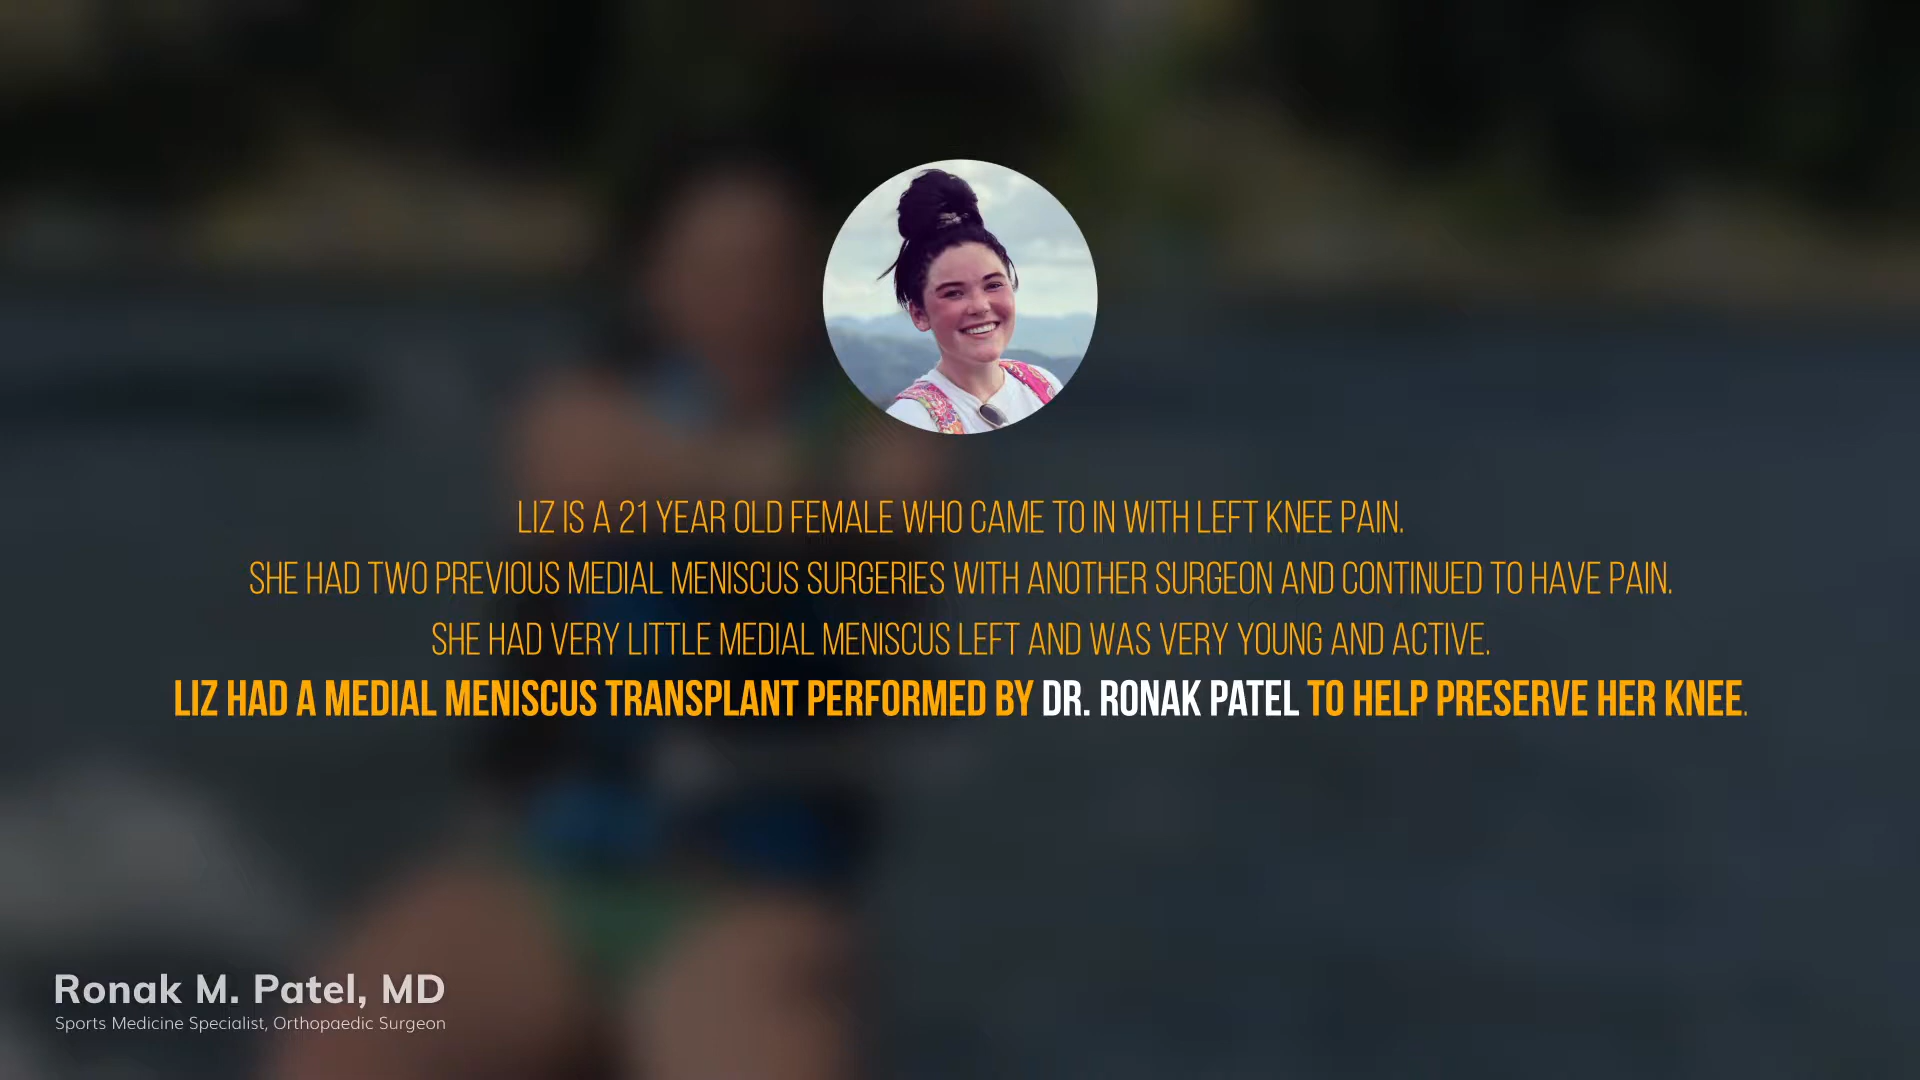 LIZ IS A 21 YEAR OLD FEMALE WHO CAME TO IN WITH LEFT KNEE PAIN.
SHE HAD TWO PREVIOUS MEDIAL MENISCUS SURGERIES WITH ANOTHER SURGEON AND CONTINUED TO HAVE PAIN.
SHE HAD VERY LITTLE MEDIAL MENISCUS LEFT AND WAS VERY YOUNG AND ACTIVE.
LIZ HAD A MEDIAL MENISCUS TRANSPLANT PERFORMED BY DR. RONAK PATEL TO HELP PRESERVE HER KNEE.
Ronak M. Patel, MD
Sports Medicine Specialist, Orthopaedic Surgeon